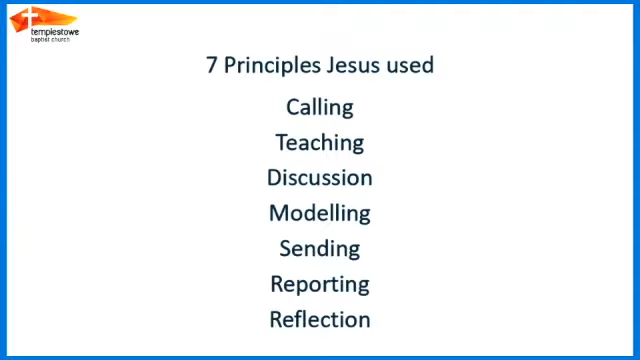 templestowe
baptist church
7 Principles Jesus used
Calling
Teaching
Discussion
Modelling
Sending
Reporting
Reflection